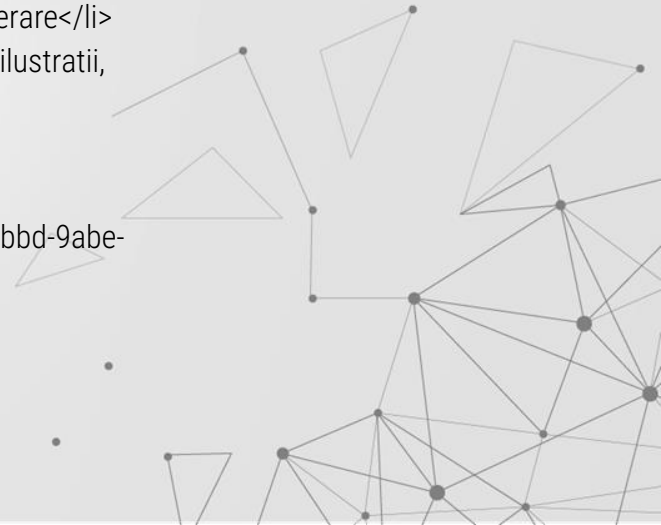 erare</li>
ilustratii,
bbd-9abe-